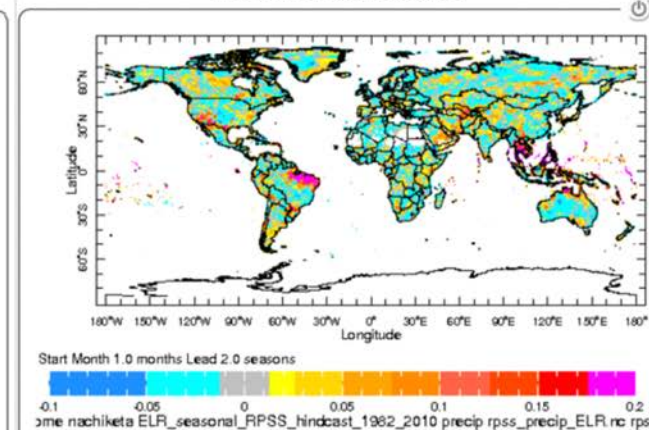 60°N
30°N
0°
30°S
60°S
Latitude
180°W 150°W 120°W 90°W 60°W 30°W 0° 30°E 60°E 90°E 120°E 150°E 180°
Longitude
Start Month 1.0 months Lead 2.0 seasons
-0.1 -0.05 0 0.05 0.1 0.15 0.2
ome nachiketa ELR_seasonal_RPSS_hindcast_1982_2010 precip rpss_precip_ELR.nc rps